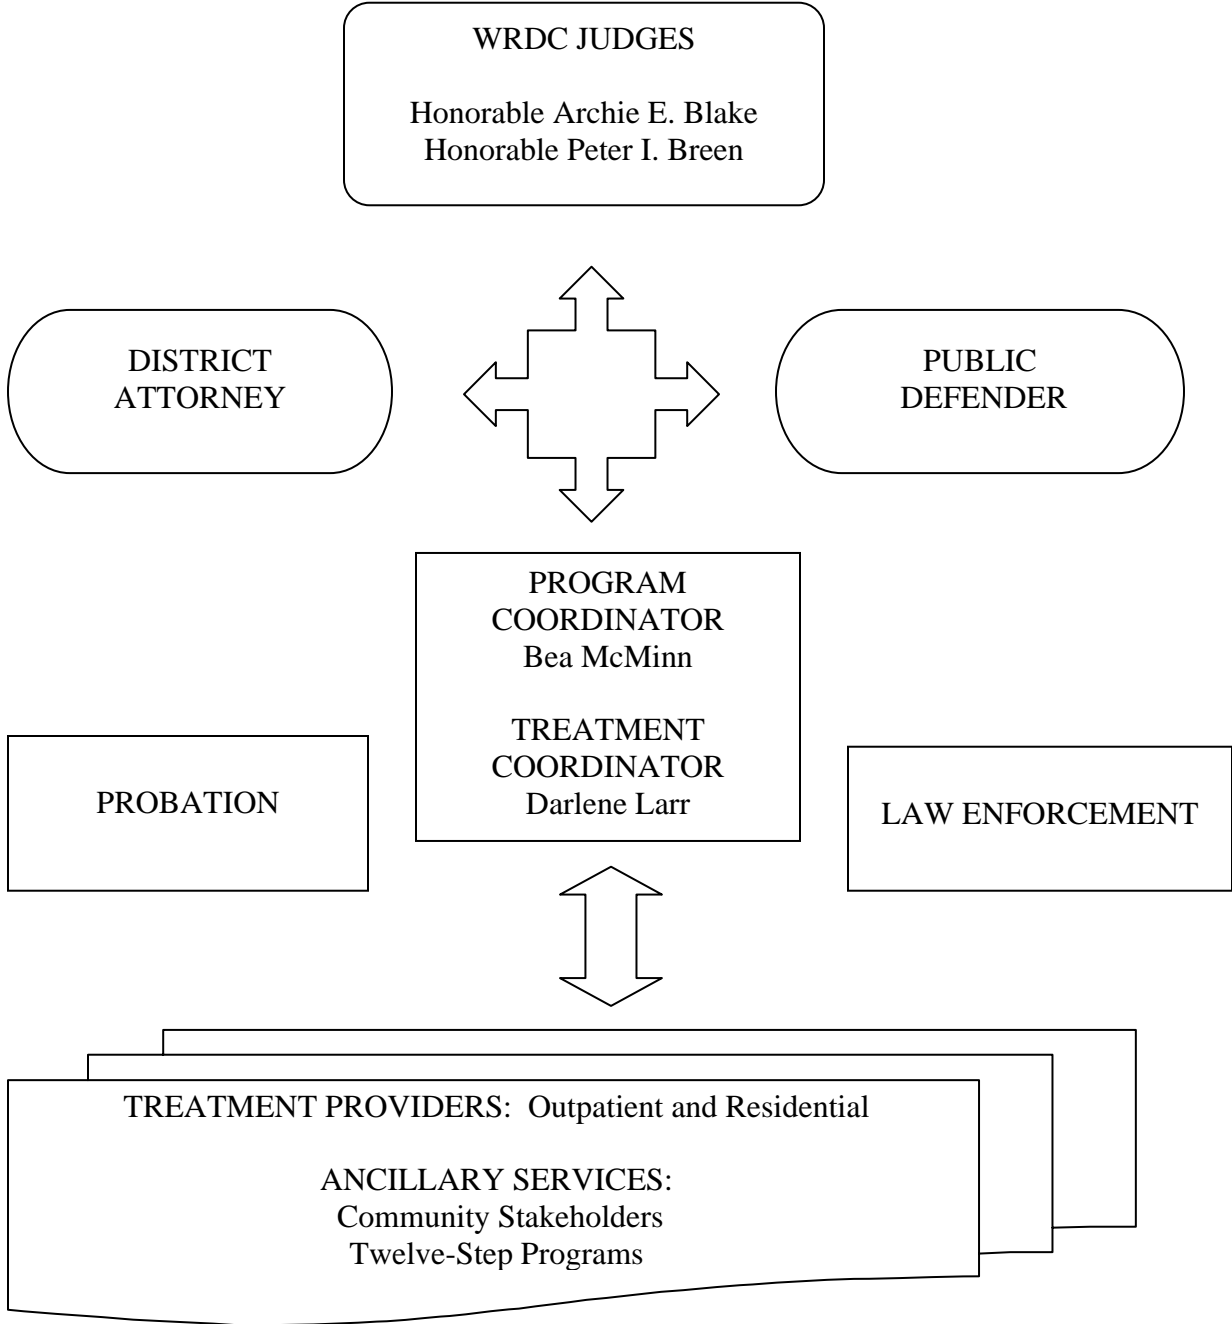 WRDC JUDGES
Honorable Archie E. Blake
Honorable Peter I. Breen
DISTRICT
ATTORNEY
PUBLIC
DEFENDER
PROGRAM
COORDINATOR
Bea McMinn
TREATMENT
COORDINATOR
Darlene Larr
PROBATION
LAW ENFORCEMENT
TREATMENT PROVIDERS: Outpatient and Residential
ANCILLARY SERVICES:
Community Stakeholders
Twelve-Step Programs